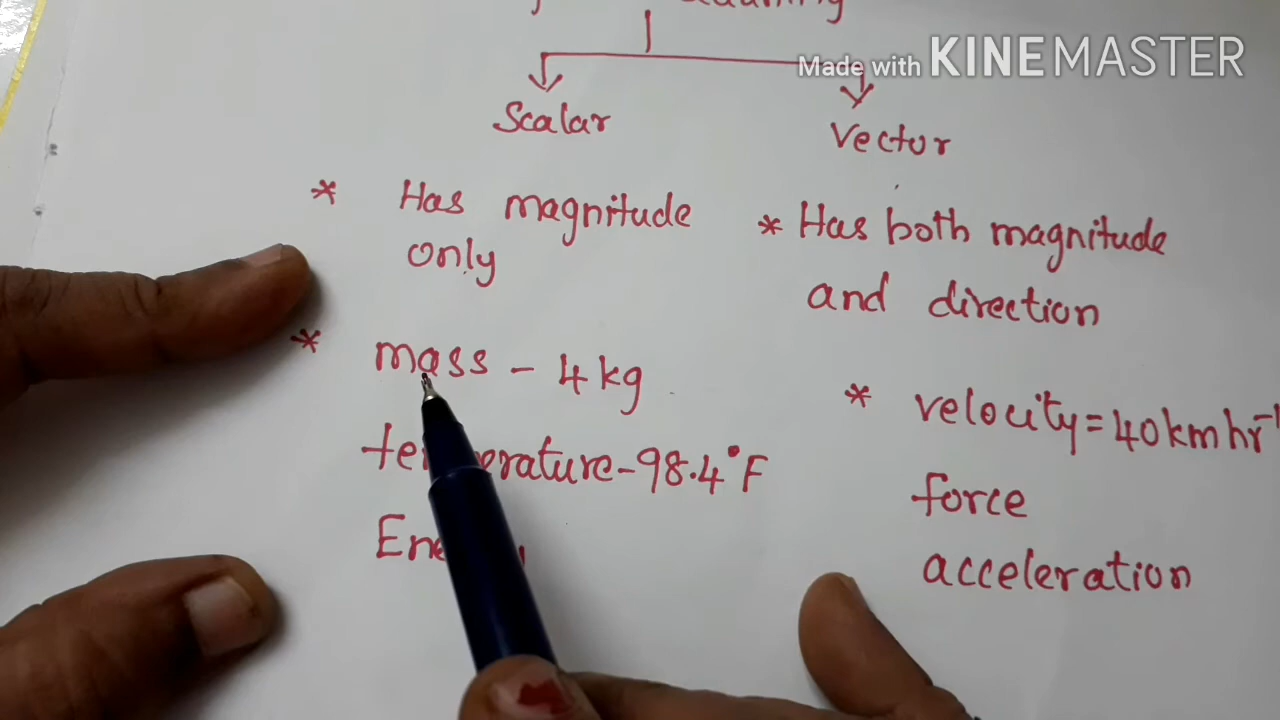 Made with KINEMASTER
Scalar
Vector
* Has magnitude
only
* Has both magnitude
and direction
* mass - 4 kg
temperature - 98.4°F
* velocity = 40 km hr⁻¹
force
acceleration